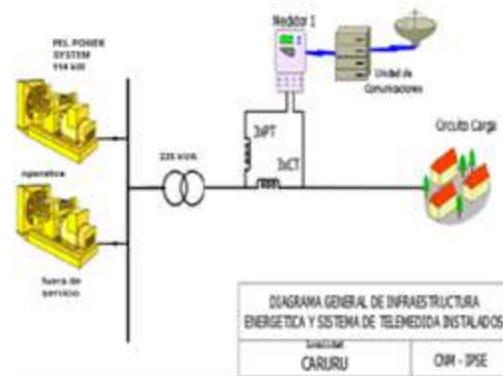 PEL POWER
SYSTEM
114 kW
operativa
fuera de
servicio
225 kVA
3xPT
3xCT
Medidor 1
Unidad de
Comunicaciones
Circuito Carga
DIAGRAMA GENERAL DE INFRAESTRUCTURA
ENERGETICA Y SISTEMA DE TELEMEDIDA INSTALADOS
Localidad
CARURU
CNM - IPSE